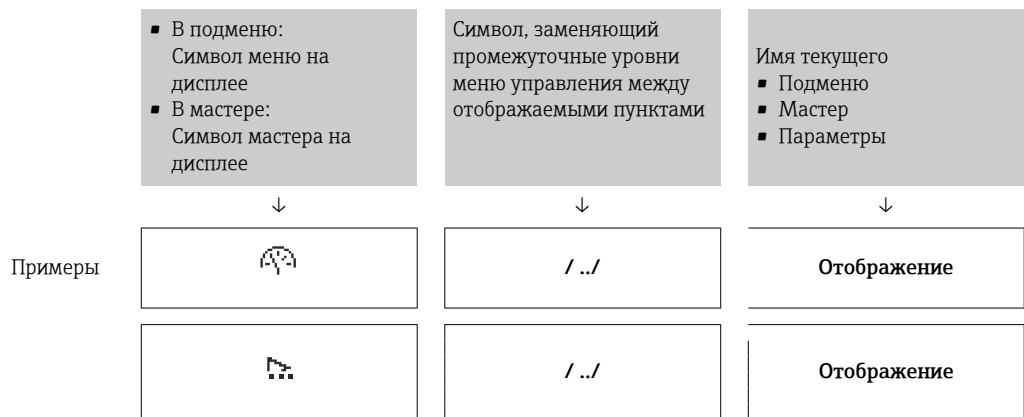 ▪ В подменю:
Символ меню на
дисплее
▪ В мастере:
Символ мастера на
дисплее
Символ, заменяющий
промежуточные уровни
меню управления между
отображаемыми пунктами
Имя текущего
▪ Подменю
▪ Мастер
▪ Параметры
↓ ↓ ↓
Примеры / ../ Отображение
/ ../ Отображение